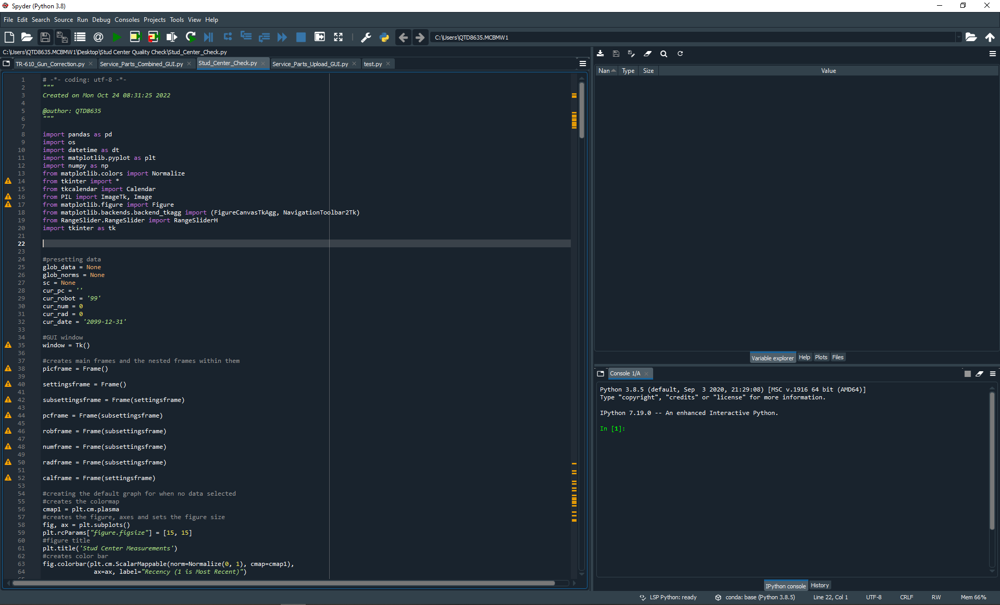 Spyder (Python 3.8)
File Edit Search Source Run Debug Consoles Projects Tools View Help
C:\Users\QTD8635.MCBMW1
C:\Users\QTD8635.MCBMW1\Desktop\Stud Center Quality Check\Stud_Center_Check.py
TR-610_Gun_Correction.py Service_Parts_Combined_GUI.py Stud_Center_Check.py Service_Parts_Upload_GUI.py test.py
1 # -*- coding: utf-8 -*-
2 """
3 Created on Mon Oct 24 08:31:25 2022
4
5 @author: QTD8635
6 """
7
8 import pandas as pd
9 import os
10 import datetime as dt
11 import matplotlib.pyplot as plt
12 import numpy as np
13 from matplotlib.colors import Normalize
14 from tkinter import *
15 from tkcalendar import Calendar
16 from PIL import ImageTk, Image
17 from matplotlib.figure import Figure
18 from matplotlib.backends.backend_tkagg import (FigureCanvasTkAgg, NavigationToolbar2Tk)
19 from RangeSlider.RangeSlider import RangeSliderH
20 import tkinter as tk
21
22
23
24 #presetting data
25 glob_data = None
26 glob_norms = None
27 sc = None
28 cur_pc = ''
29 cur_robot = '99'
30 cur_num = 0
31 cur_rad = 0
32 cur_date = '2099-12-31'
33
34 #GUI window
35 window = Tk()
36
37 #creates main frames and the nested frames within them
38 picframe = Frame()
39
40 settingsframe = Frame()
41
42 subsettingsframe = Frame(settingsframe)
43
44 pcframe = Frame(subsettingsframe)
45
46 robframe = Frame(subsettingsframe)
47
48 numframe = Frame(subsettingsframe)
49
50 radframe = Frame(subsettingsframe)
51
52 calframe = Frame(settingsframe)
53
54 #creating the default graph for when no data selected
55 #creates the colormap
56 cmap1 = plt.cm.plasma
57 #creates the figure, axes and sets the figure size
58 fig, ax = plt.subplots()
59 plt.rcParams["figure.figsize"] = [15, 15]
60 #figure title
61 plt.title('Stud Center Measurements')
62 #creates color bar
63 fig.colorbar(plt.cm.ScalarMappable(norm=Normalize(0, 1), cmap=cmap1),
64 ax=ax, label="Recency (1 is Most Recent)")
Nan Type Size Value
Variable explorer Help Plots Files
Console 1/A
Python 3.8.5 (default, Sep 3 2020, 21:29:08) [MSC v.1916 64 bit (AMD64)]
Type "copyright", "credits" or "license" for more information.
IPython 7.19.0 -- An enhanced Interactive Python.
In [1]:
IPython console History
LSP Python: ready conda: base (Python 3.8.5) Line 22, Col 1 UTF-8 CRLF RW Mem 66%